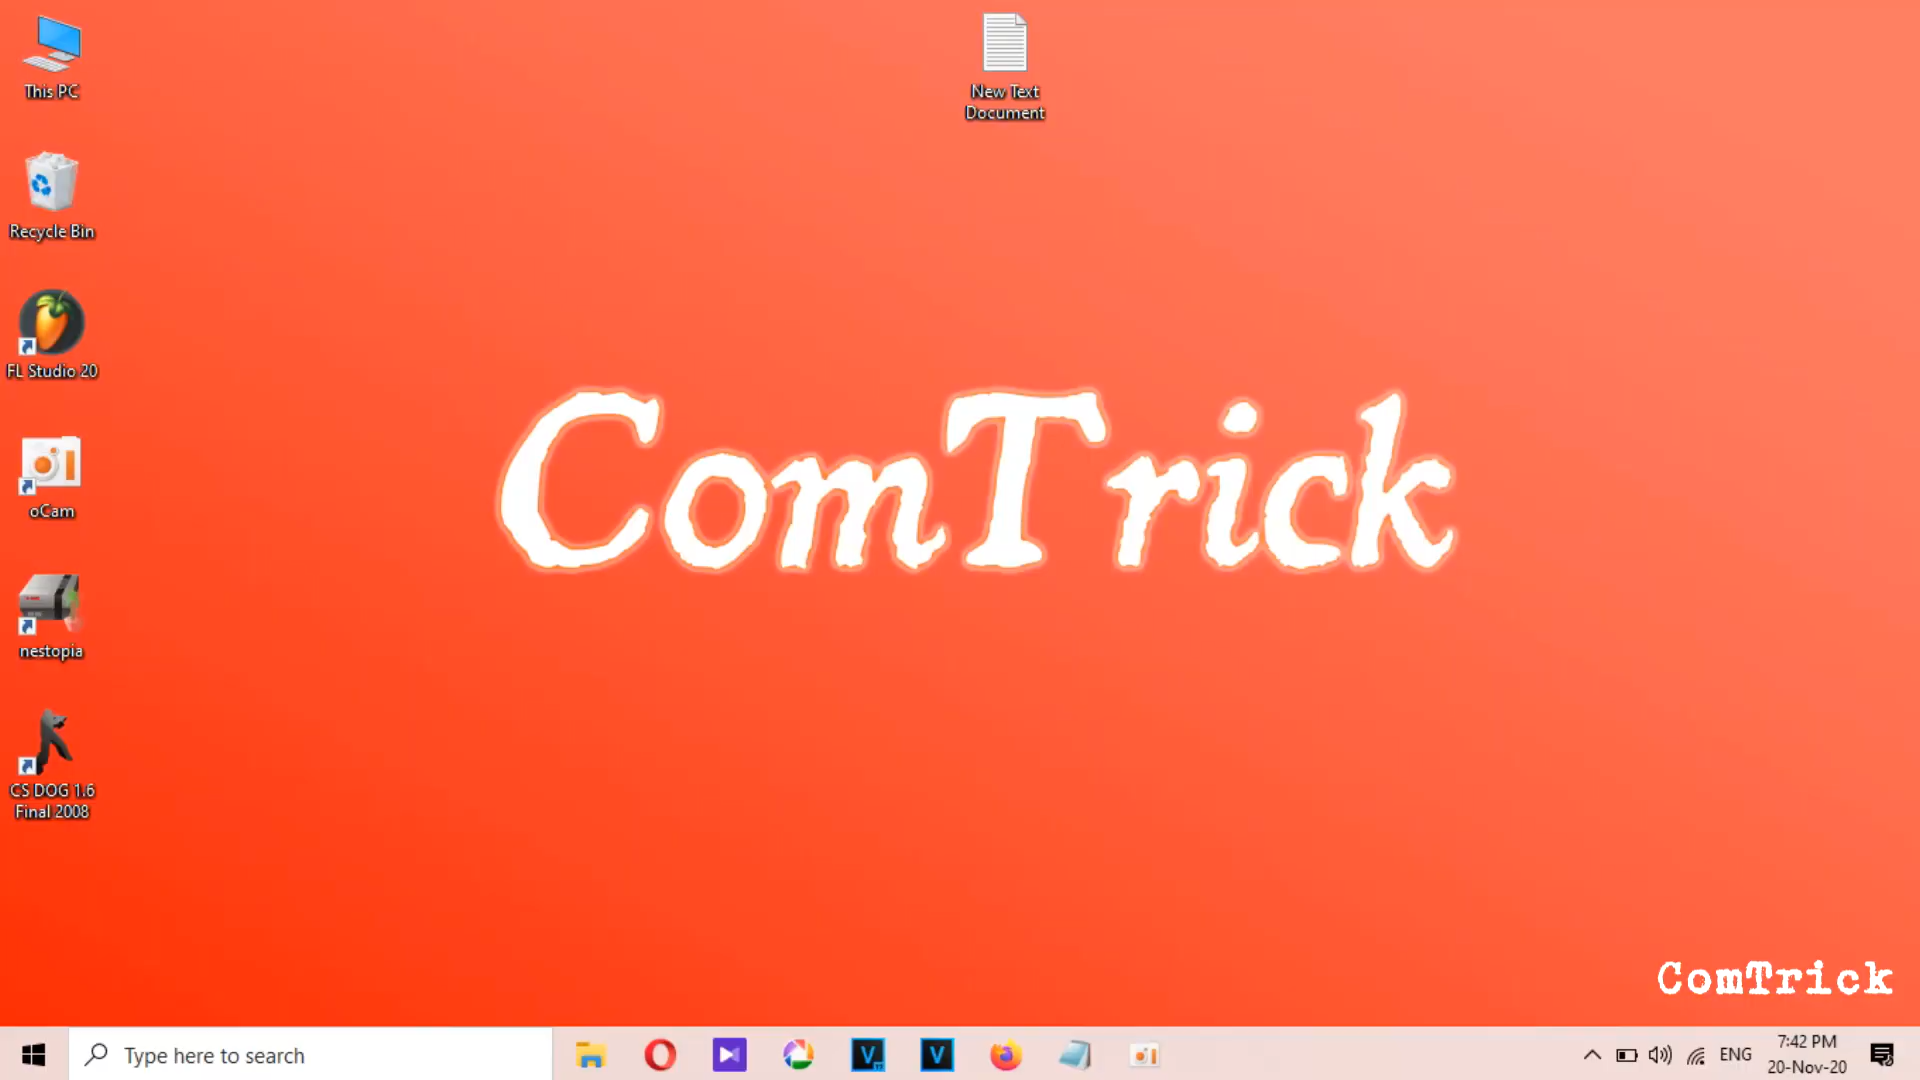 This PC
New Text
Document
Recycle Bin
FL Studio 20
oCam
nestopia
CS DOG 1.6
Final 2008
ComTrick
ComTrick
Type here to search
V
V
ENG
7:42 PM
20-Nov-20